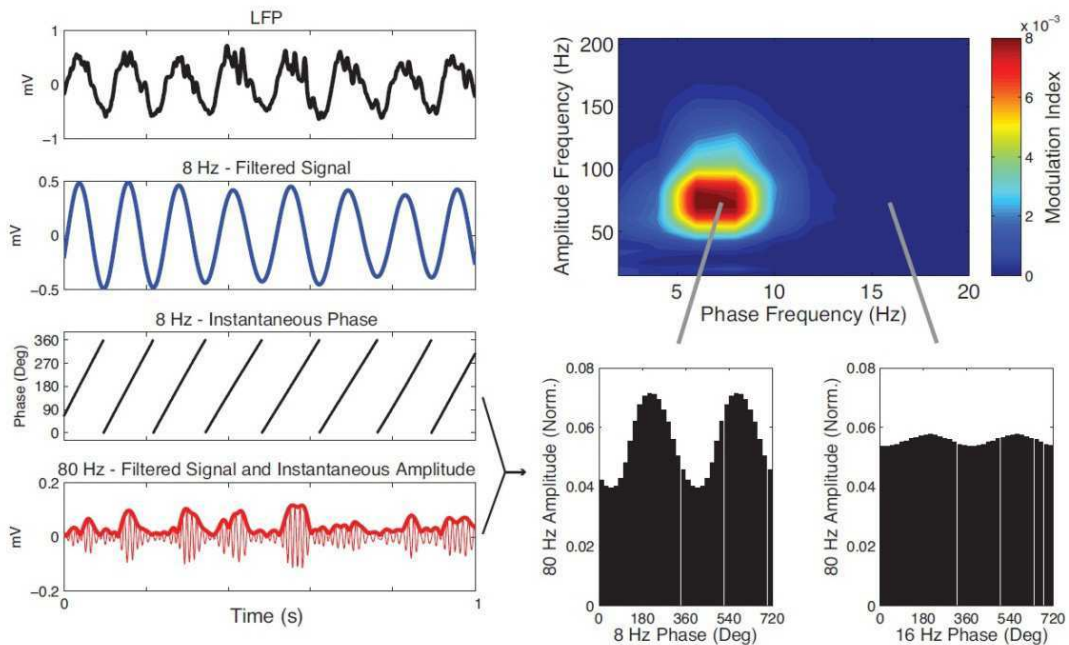 LFP
1
0
−1
mV
8 Hz - Filtered Signal
0.5
0
−0.5
mV
8 Hz - Instantaneous Phase
360
270
180
90
0
Phase (Deg)
80 Hz - Filtered Signal and Instantaneous Amplitude
0.2
0
−0.2
mV
0
1
Time (s)
200
150
100
50
Amplitude Frequency (Hz)
5
10
15
20
Phase Frequency (Hz)
x 10⁻³
8
6
4
2
0
Modulation Index
0.08
0.06
0.04
0.02
0
80 Hz Amplitude (Norm.)
0 180 360 540 720
8 Hz Phase (Deg)
0.08
0.06
0.04
0.02
0
80 Hz Amplitude (Norm.)
0 180 360 540 720
16 Hz Phase (Deg)